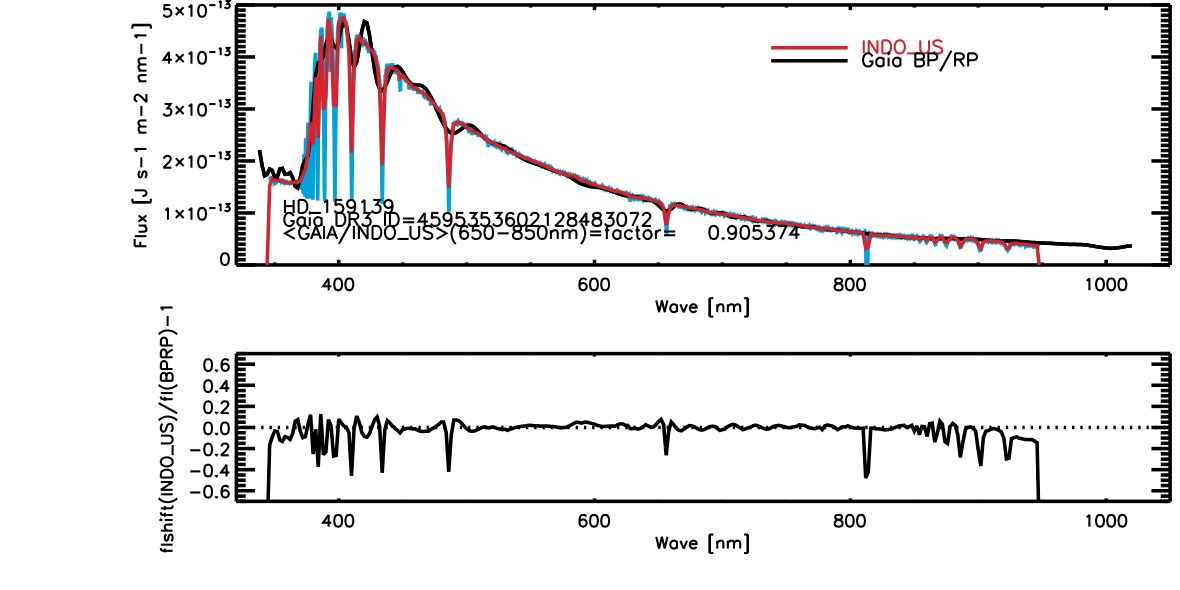 5×10−13
4×10−13
3×10−13
2×10−13
1×10−13
0
Flux [J s−1 m−2 nm−1]
INDO_US
Gaia BP/RP
HD_159139
Gaia DR3 ID=4595353602128483072
<GAIA/INDO_US>(650−850nm)=factor= 0.905374
400 600 800 1000
Wave [nm]
flshift(INDO_US)/fl(BPRP)−1
0.6
0.4
0.2
0.0
−0.2
−0.4
−0.6
400 600 800 1000
Wave [nm]